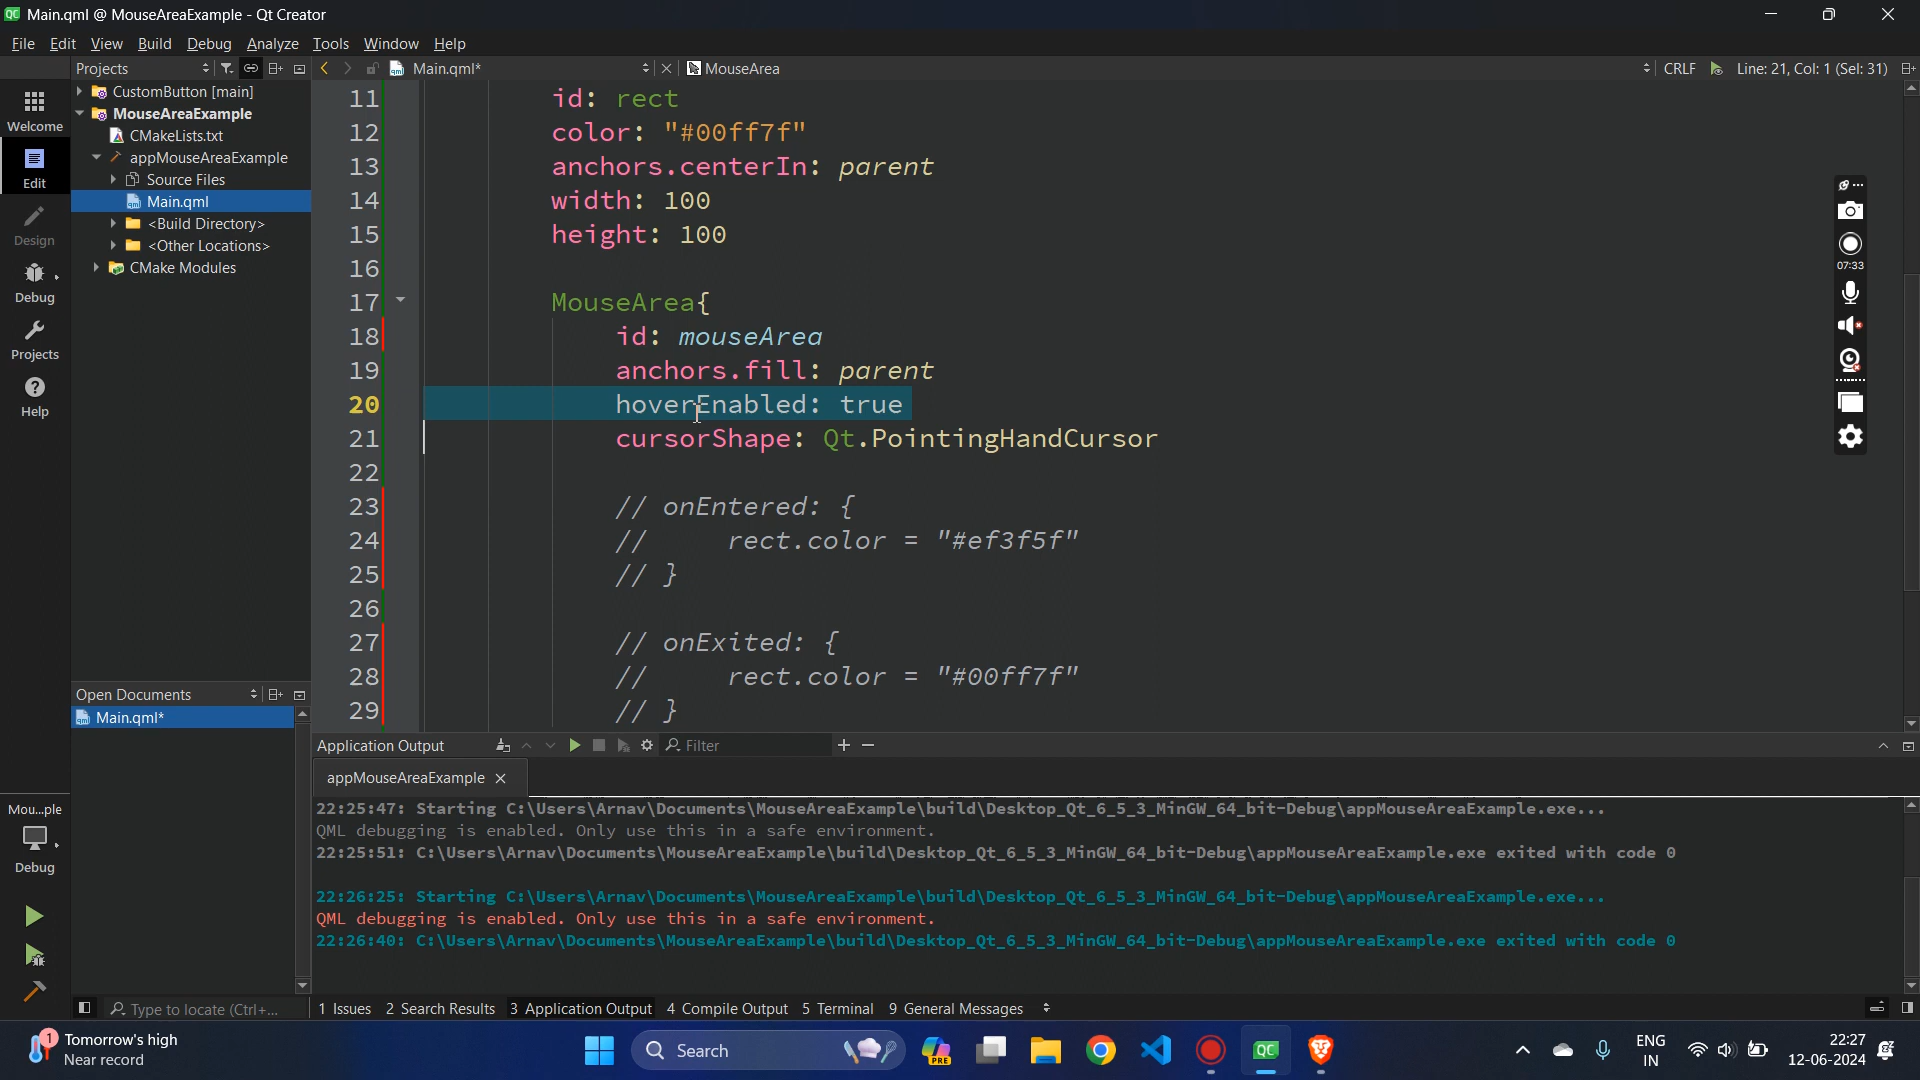 Main.qml @ MouseAreaExample - Qt Creator
File Edit View Build Debug Analyze Tools Window Help
Projects
Main.qml*
MouseArea
CRLF
Line: 21, Col: 1 (Sel: 31)
Welcome
Edit
Design
Debug
Projects
Help
CustomButton [main]
MouseAreaExample
CMakeLists.txt
appMouseAreaExample
Source Files
Main.qml
<Build Directory>
<Other Locations>
CMake Modules
11 id: rect
12 color: "#00ff7f"
13 anchors.centerIn: parent
14 width: 100
15 height: 100
16
17 MouseArea{
18 id: mouseArea
19 anchors.fill: parent
20 hoverEnabled: true
21 cursorShape: Qt.PointingHandCursor
22
23 // onEntered: {
24 // rect.color = "#ef3f5f"
25 // }
26
27 // onExited: {
28 // rect.color = "#00ff7f"
29 // }
07:33
Open Documents
Main.qml*
Mou...ple
Debug
Application Output
Filter
appMouseAreaExample
22:25:47: Starting C:\Users\Arnav\Documents\MouseAreaExample\build\Desktop_Qt_6_5_3_MinGW_64_bit-Debug\appMouseAreaExample.exe...
QML debugging is enabled. Only use this in a safe environment.
22:25:51: C:\Users\Arnav\Documents\MouseAreaExample\build\Desktop_Qt_6_5_3_MinGW_64_bit-Debug\appMouseAreaExample.exe exited with code 0
22:26:25: Starting C:\Users\Arnav\Documents\MouseAreaExample\build\Desktop_Qt_6_5_3_MinGW_64_bit-Debug\appMouseAreaExample.exe...
QML debugging is enabled. Only use this in a safe environment.
22:26:40: C:\Users\Arnav\Documents\MouseAreaExample\build\Desktop_Qt_6_5_3_MinGW_64_bit-Debug\appMouseAreaExample.exe exited with code 0
Type to locate (Ctrl+...
1 Issues 2 Search Results 3 Application Output 4 Compile Output 5 Terminal 9 General Messages
1
Tomorrow's high
Near record
Search
PRE
QC
ENG
IN
22:27
12-06-2024